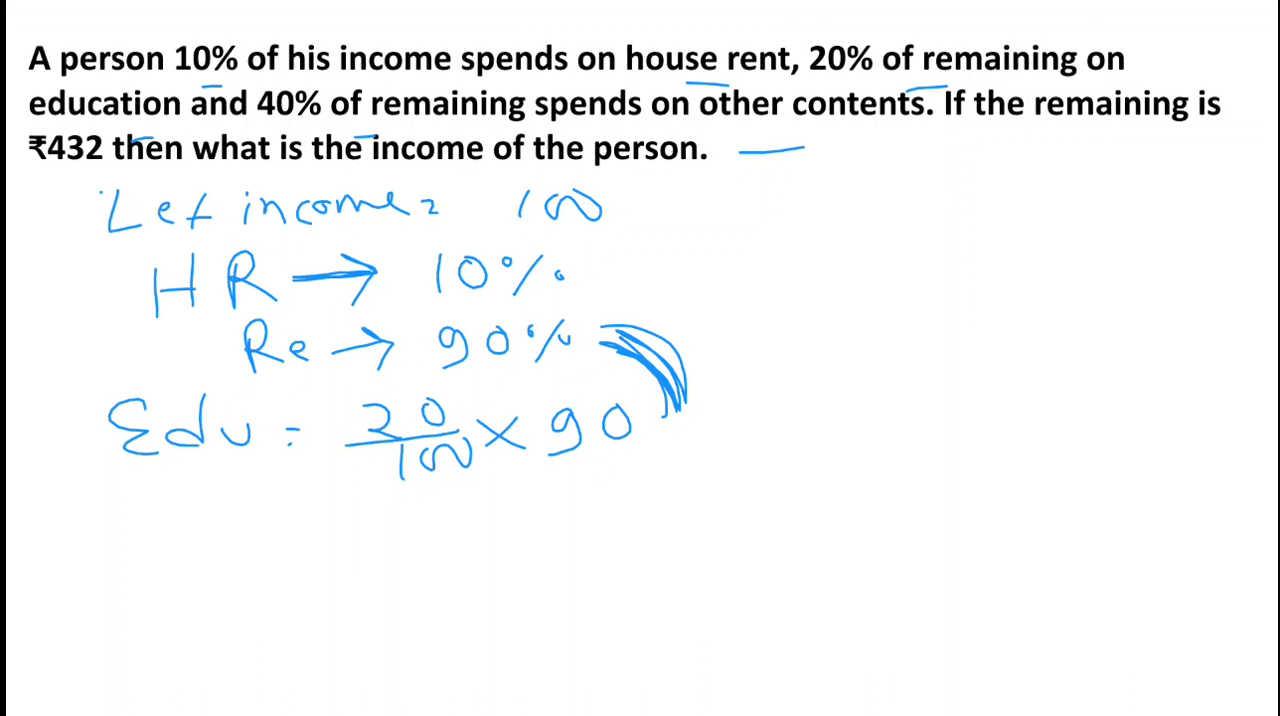 A person 10% of his income spends on house rent, 20% of remaining on
education and 40% of remaining spends on other contents. If the remaining is
₹432 then what is the income of the person.
Let income = 100
HR → 10%
Re → 90%
Edu = 20/100 × 90